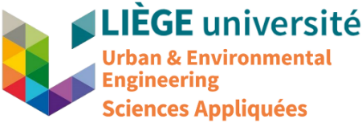 LIÈGE université
Urban & Environmental
Engineering
Sciences Appliquées